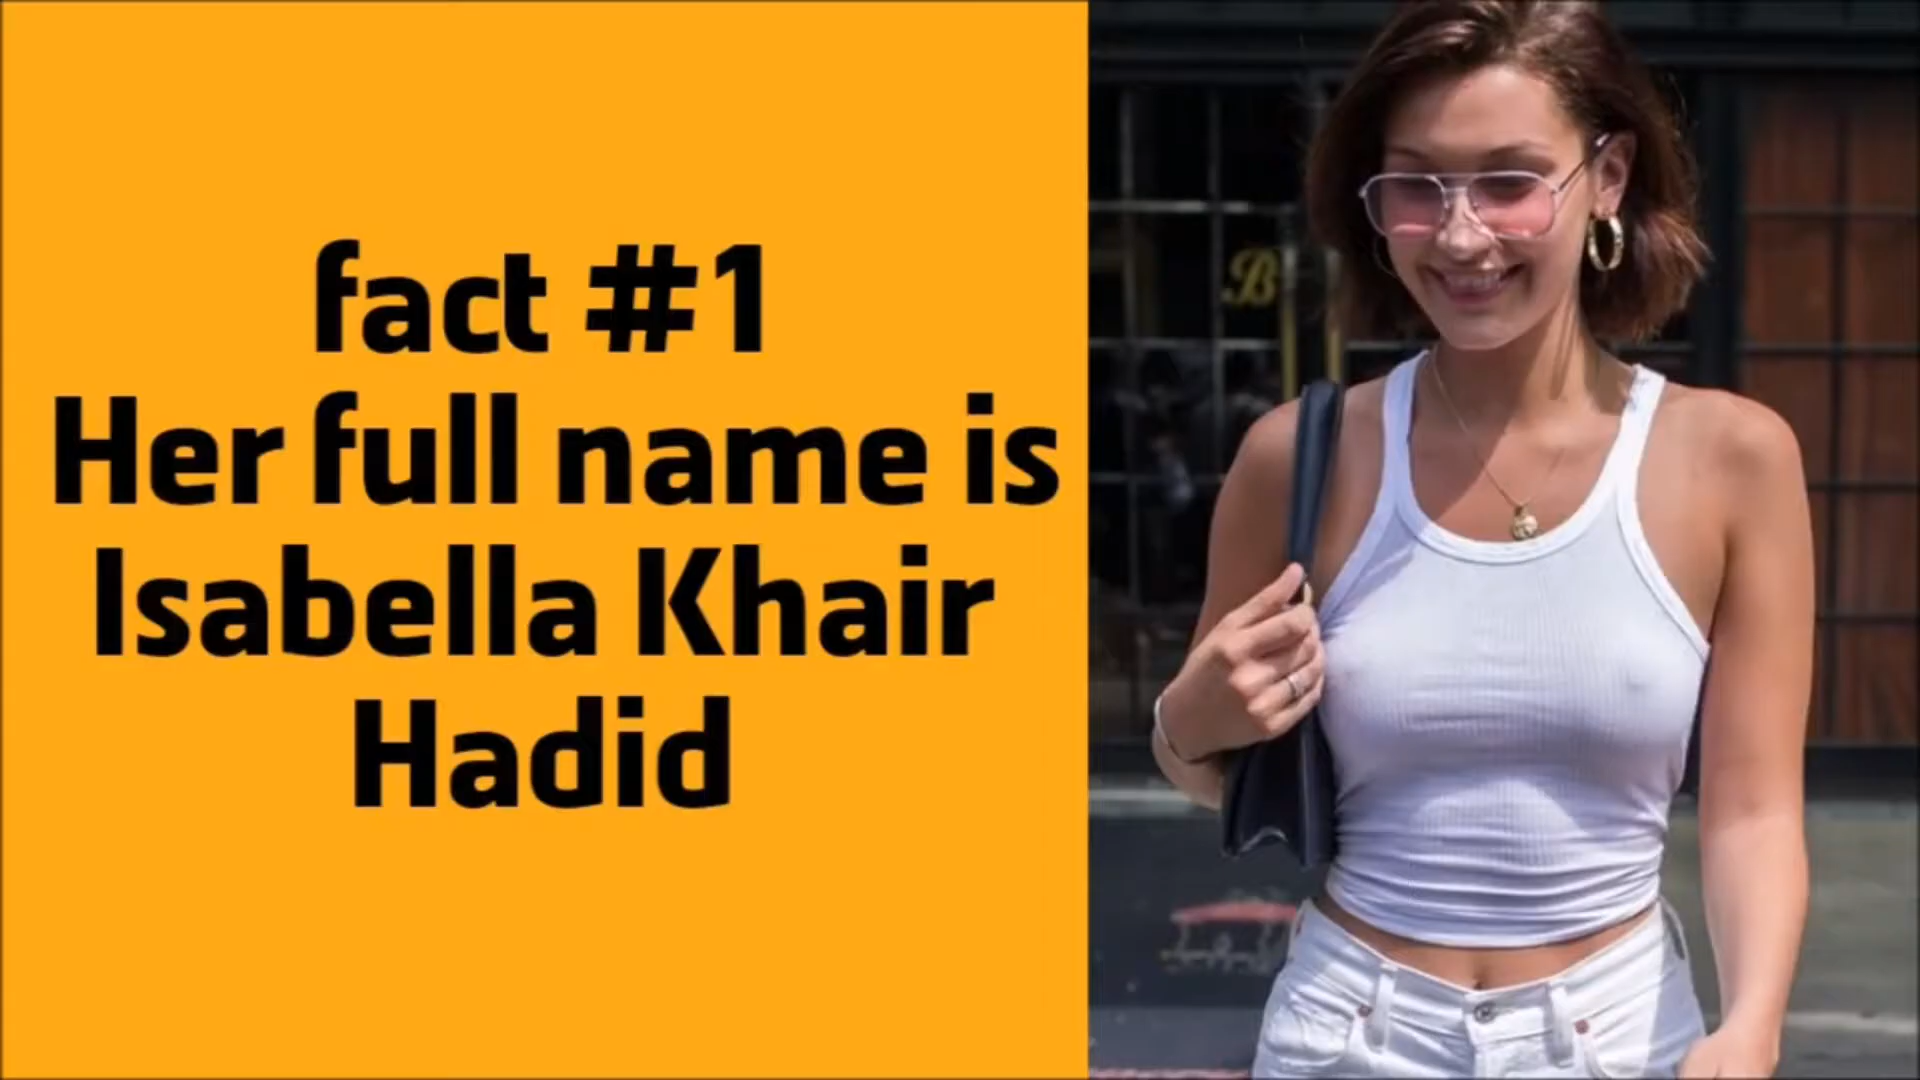 fact #1
Her full name is
Isabella Khair
Hadid
B